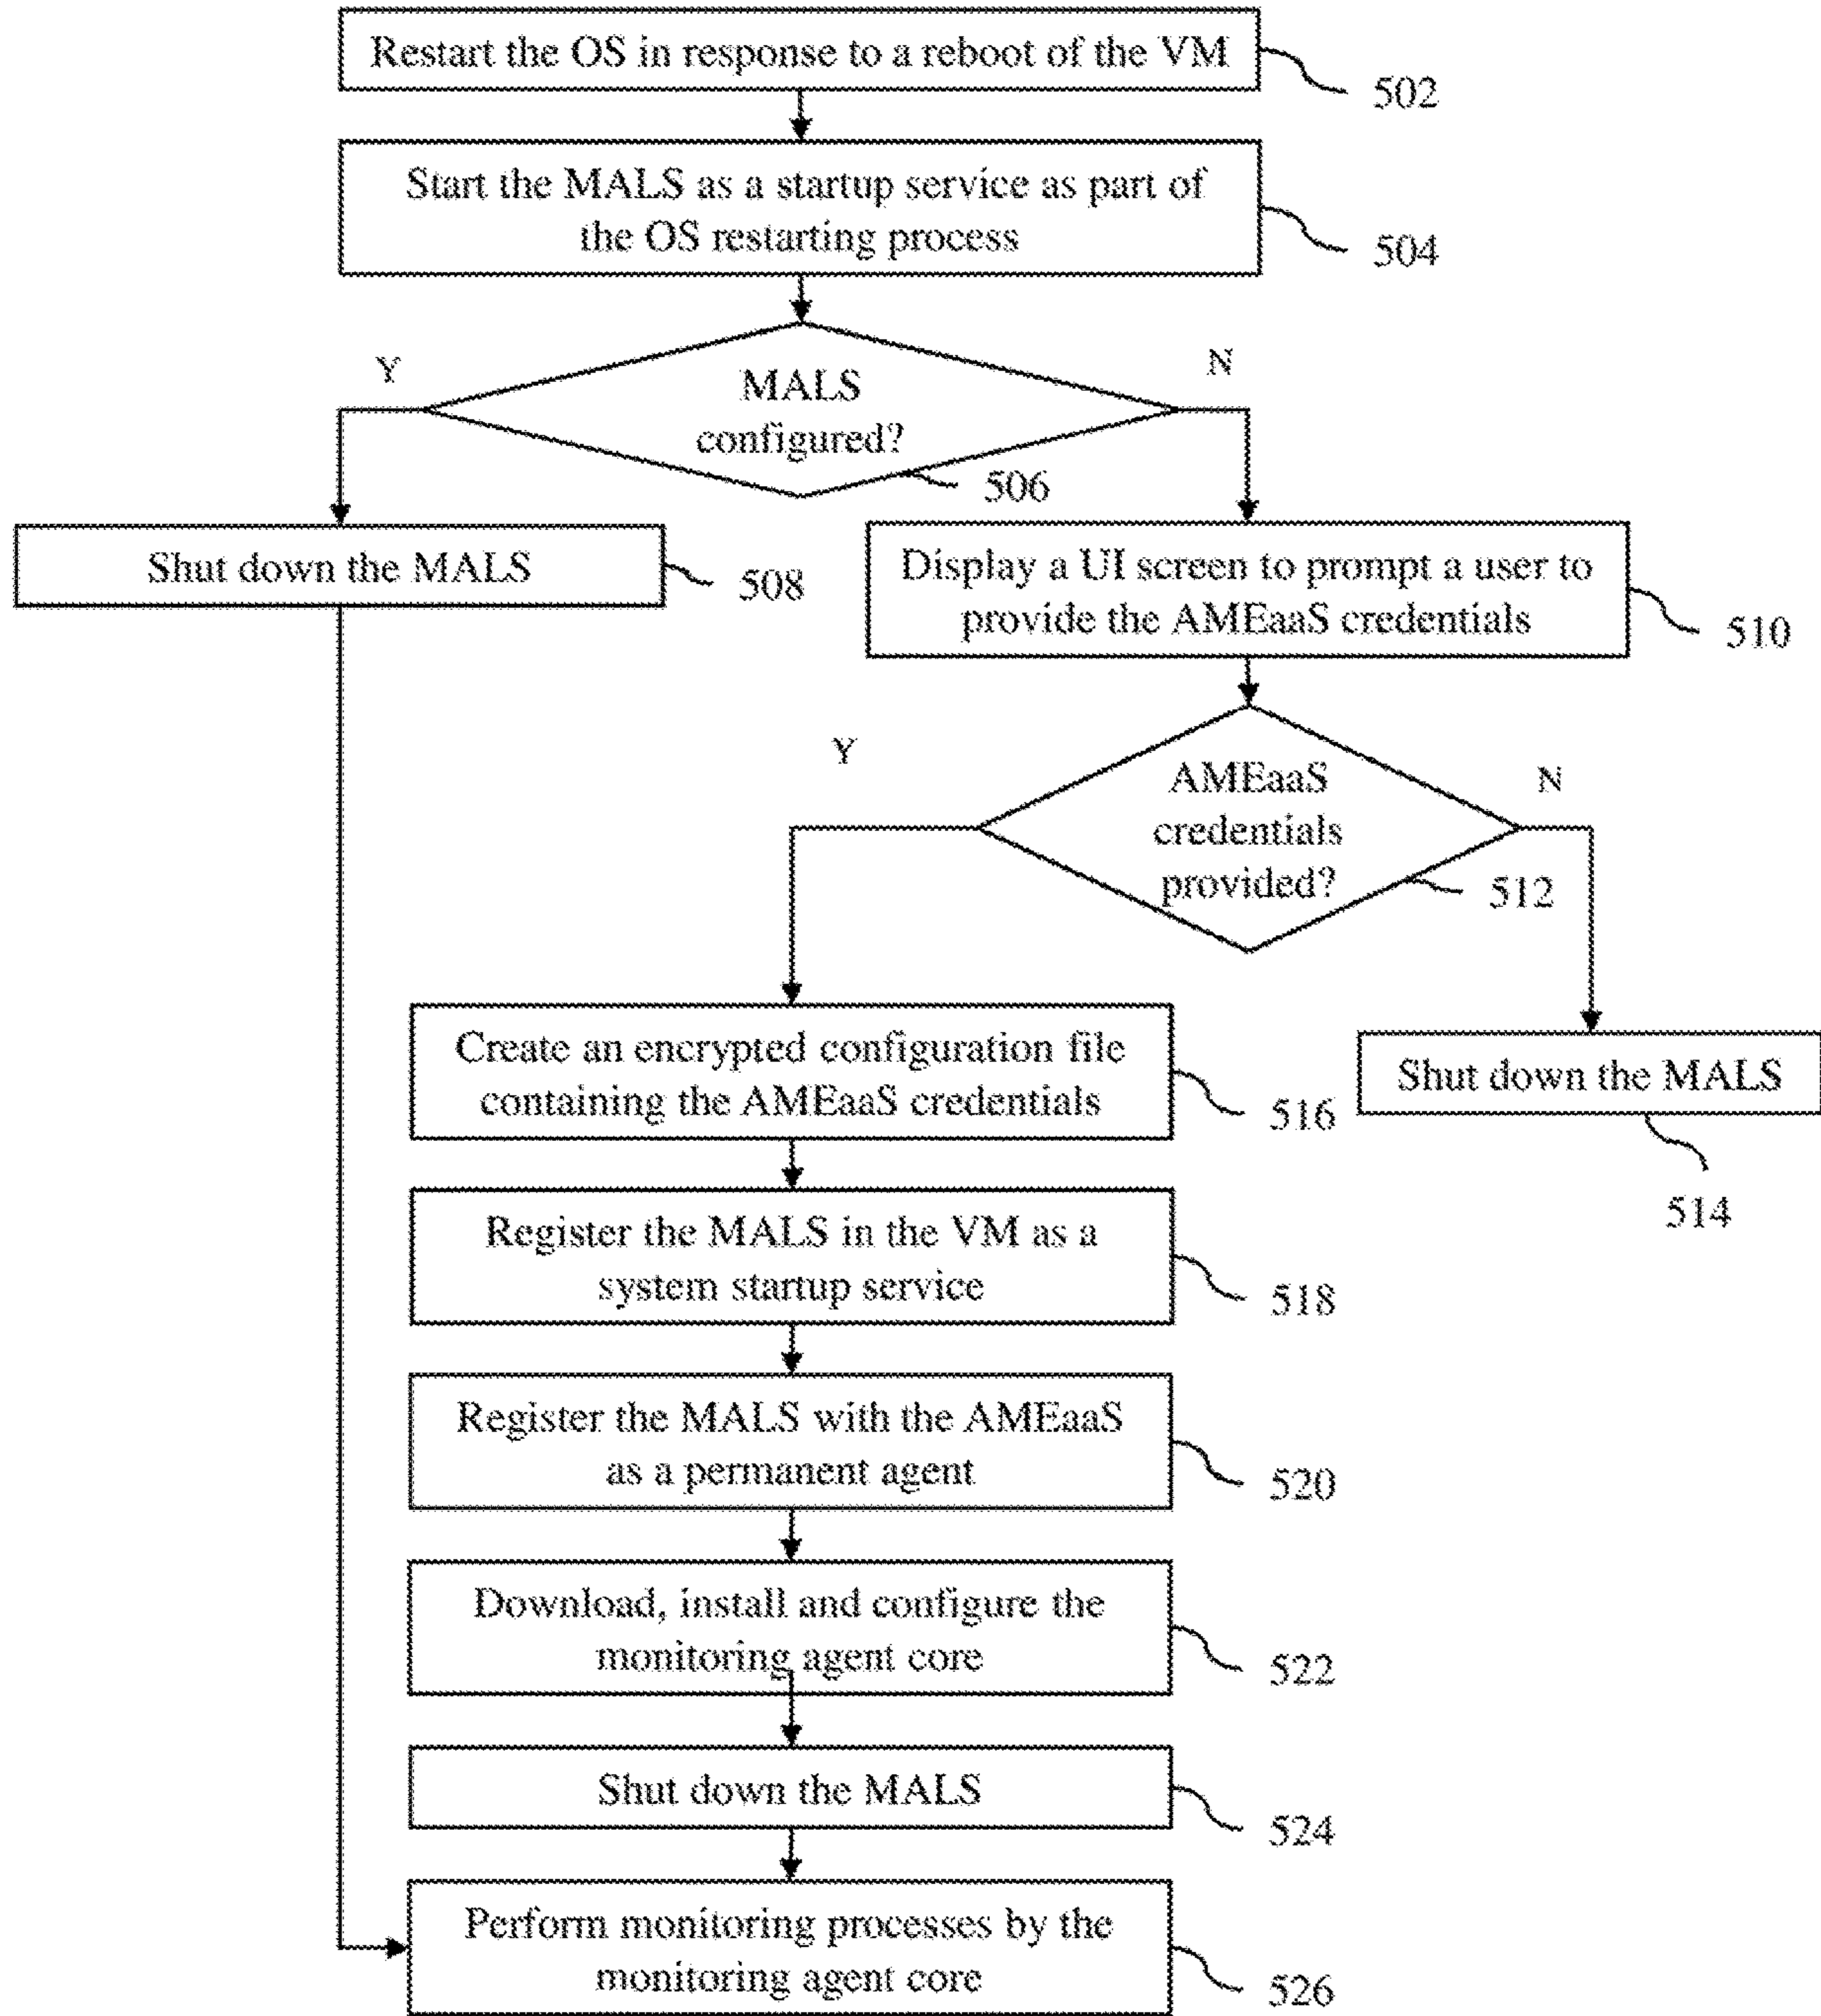 Restart the OS in response to a reboot of the VM
502
Start the MALS as a startup service as part of
the OS restarting process
504
Y
N
MALS
configured?
506
Shut down the MALS
508
Display a UI screen to prompt a user to
provide the AMEaaS credentials
510
Y
N
AMEaaS
credentials
provided?
512
Create an encrypted configuration file
containing the AMEaaS credentials
516
Shut down the MALS
514
Register the MALS in the VM as a
system startup service
518
Register the MALS with the AMEaaS
as a permanent agent
520
Download, install and configure the
monitoring agent core
522
Shut down the MALS
524
Perform monitoring processes by the
monitoring agent core
526